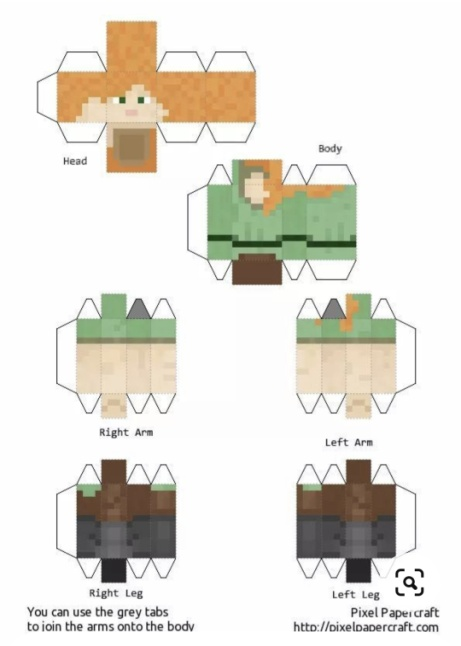 Head
Body
Right Arm
Left Arm
Right Leg
Left Leg
You can use the grey tabs
to join the arms onto the body
Pixel Papercraft
http://pixelpapercraft.com